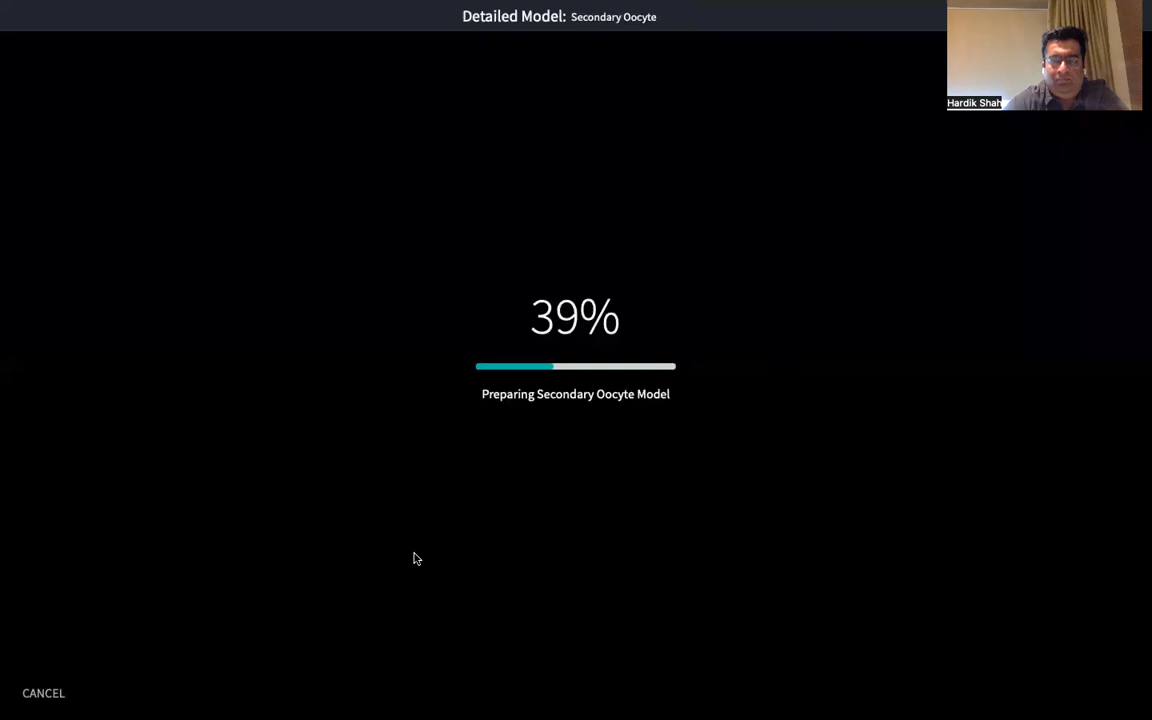 Detailed Model: Secondary Oocyte
Hardik Shah
39%
Preparing Secondary Oocyte Model
CANCEL